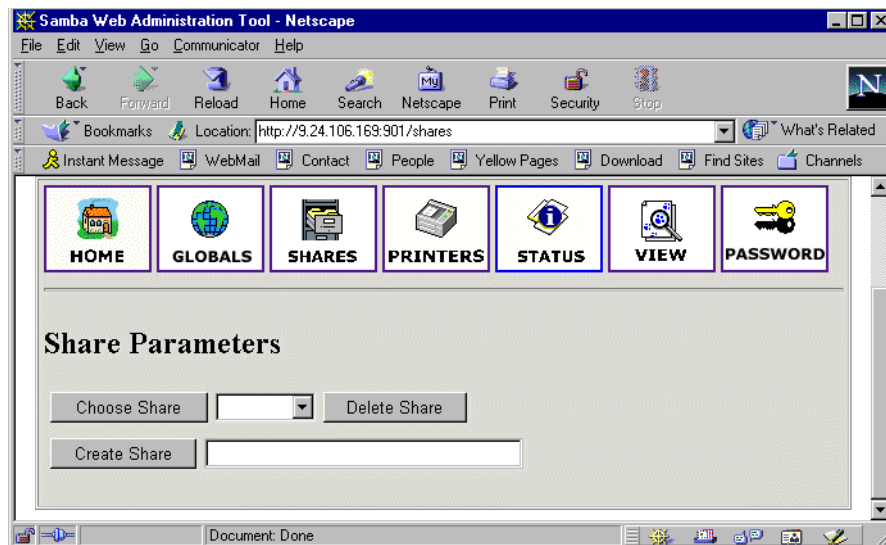 Samba Web Administration Tool - Netscape
File Edit View Go Communicator Help
Back Forward Reload Home Search Netscape Print Security Stop
My
N
Bookmarks Location: http://9.24.106.169:901/shares What's Related
Instant Message WebMail Contact People Yellow Pages Download Find Sites Channels
HOME GLOBALS SHARES PRINTERS STATUS VIEW PASSWORD
Share Parameters
Choose Share Delete Share
Create Share
Document: Done